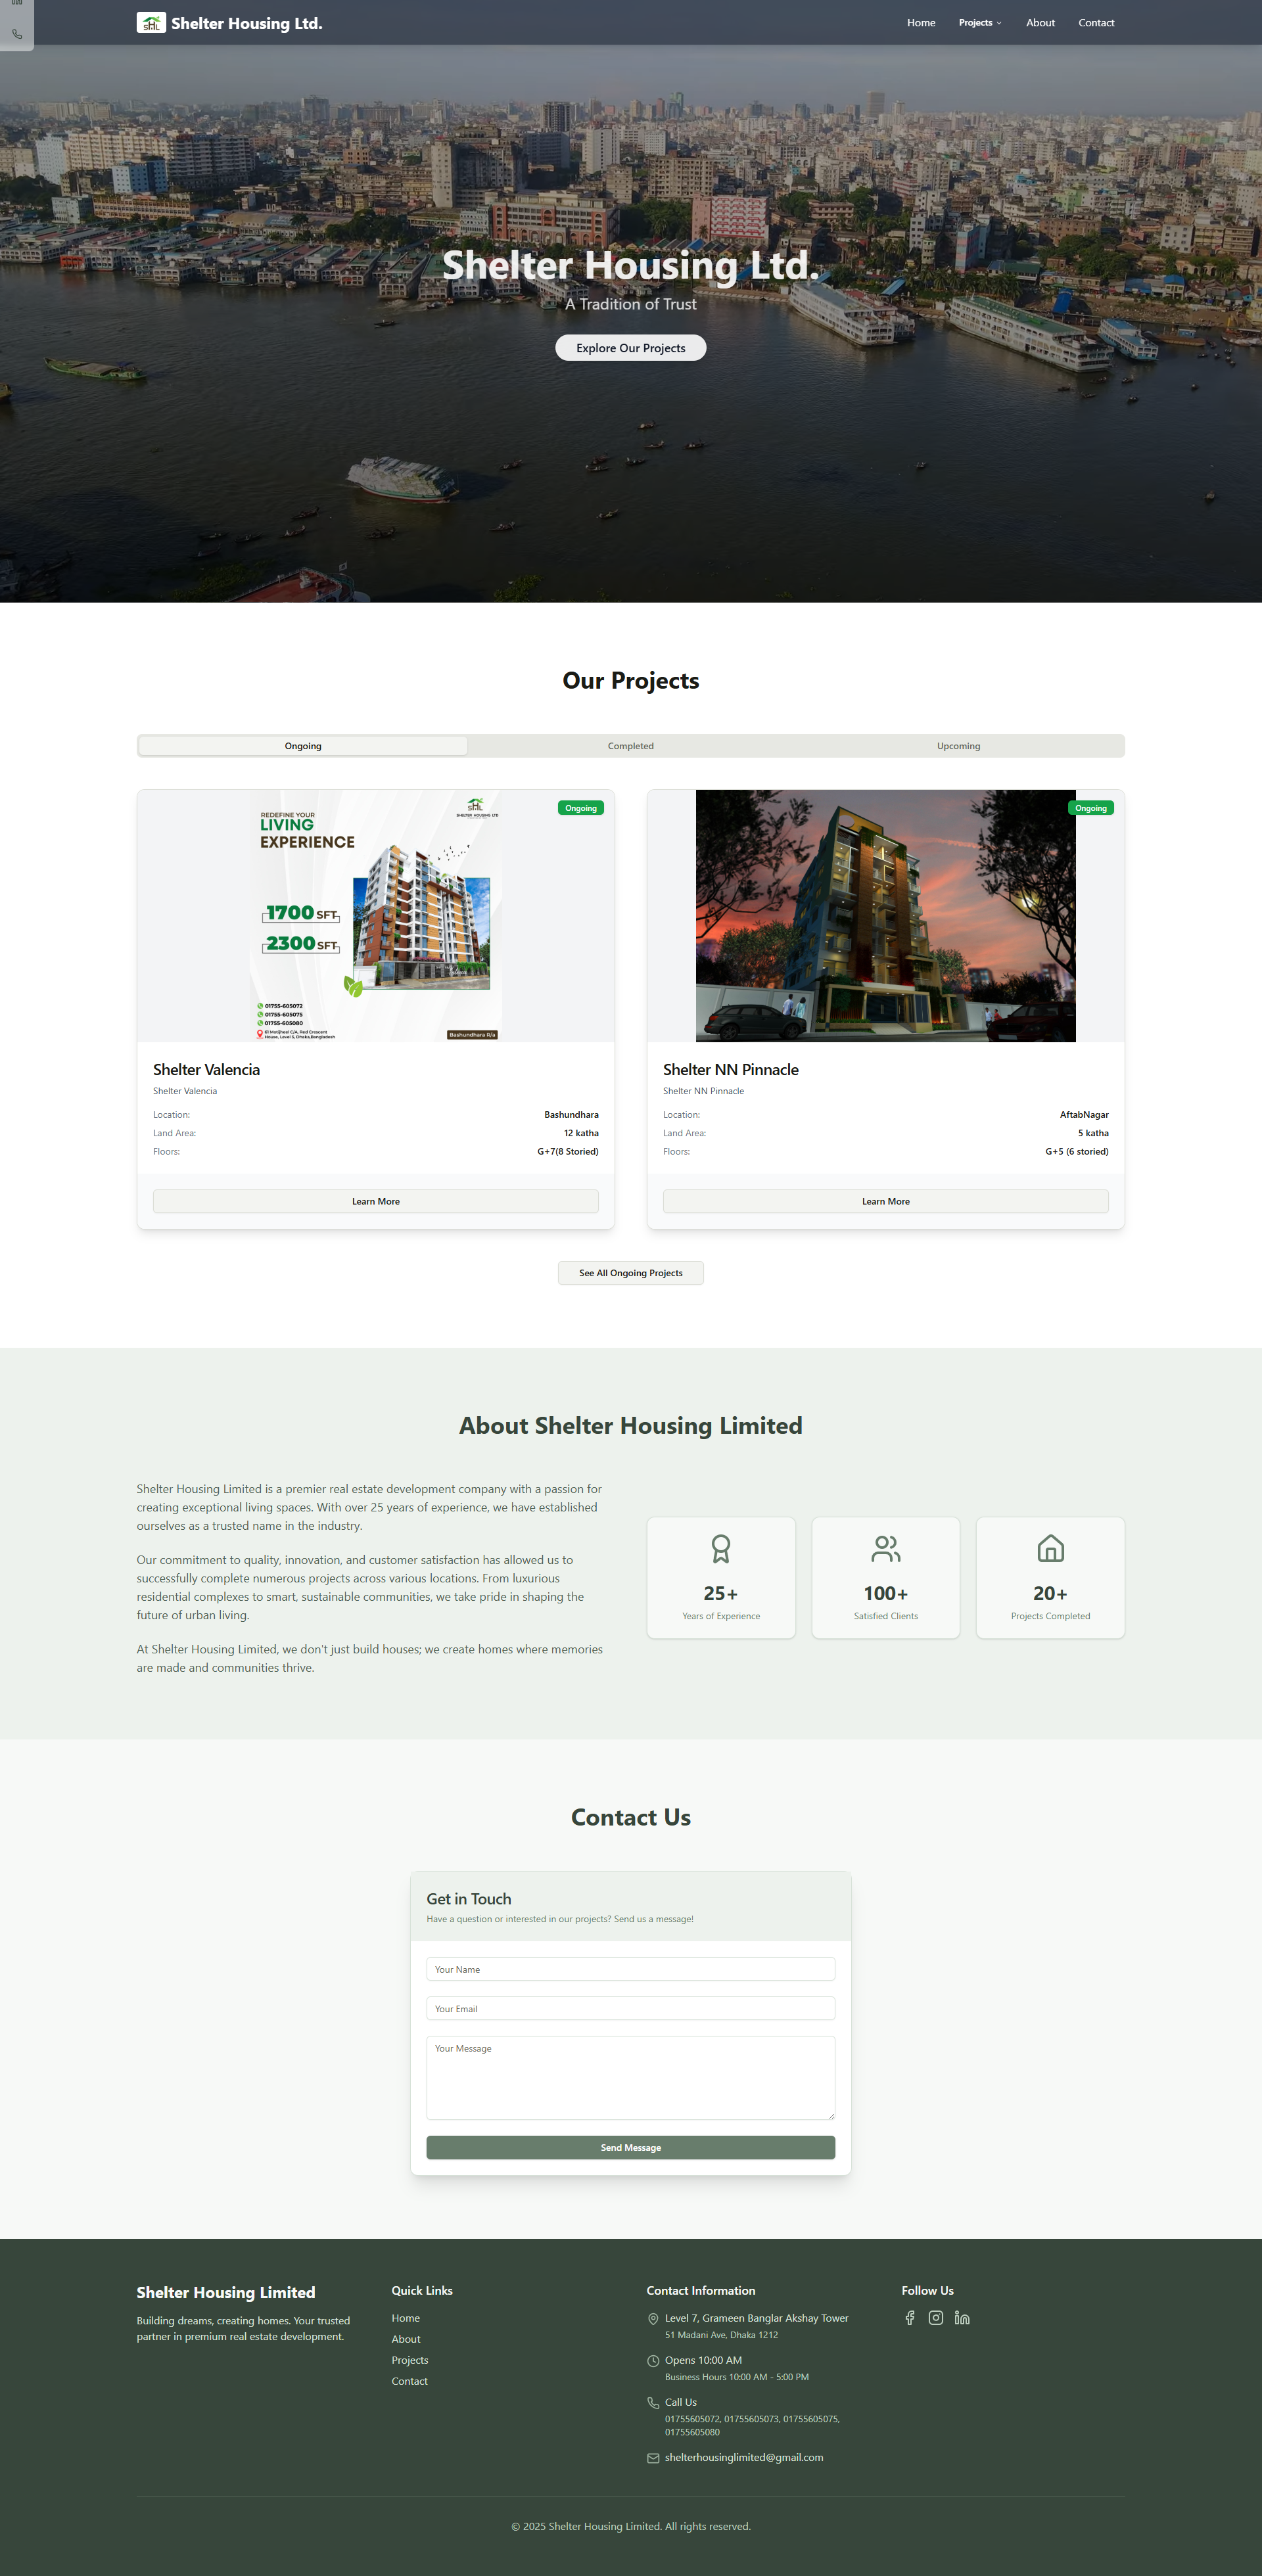 SHL
Shelter Housing Ltd.
Home
Projects
About
Contact
Shelter Housing Ltd.
A Tradition of Trust
Explore Our Projects
Our Projects
Ongoing
Completed
Upcoming
REDEFINE YOUR
LIVING
EXPERIENCE
SHL
SHELTER HOUSING LTD
Ongoing
1700 SFT
2300 SFT
01755-605072
01755-605075
01755-605080
61 Motijheel C/A, Red Crescent
House, Level 6, Dhaka, Bangladesh
Bashundhara R/a
Shelter Valencia
Shelter Valencia
Location: Bashundhara
Land Area: 12 katha
Floors: G+7(8 Storied)
Learn More
Ongoing
Shelter NN Pinnacle
Shelter NN Pinnacle
Location: AftabNagar
Land Area: 5 katha
Floors: G+5 (6 storied)
Learn More
See All Ongoing Projects
About Shelter Housing Limited
Shelter Housing Limited is a premier real estate development company with a passion for
creating exceptional living spaces. With over 25 years of experience, we have established
ourselves as a trusted name in the industry.
Our commitment to quality, innovation, and customer satisfaction has allowed us to
successfully complete numerous projects across various locations. From luxurious
residential complexes to smart, sustainable communities, we take pride in shaping the
future of urban living.
At Shelter Housing Limited, we don't just build houses; we create homes where memories
are made and communities thrive.
25+
Years of Experience
100+
Satisfied Clients
20+
Projects Completed
Contact Us
Get in Touch
Have a question or interested in our projects? Send us a message!
Your Name
Your Email
Your Message
Send Message
Shelter Housing Limited
Building dreams, creating homes. Your trusted
partner in premium real estate development.
Quick Links
Home
About
Projects
Contact
Contact Information
Level 7, Grameen Banglar Akshay Tower
51 Madani Ave, Dhaka 1212
Opens 10:00 AM
Business Hours 10:00 AM - 5:00 PM
Call Us
01755605072, 01755605073, 01755605075,
01755605080
shelterhousinglimited@gmail.com
Follow Us
© 2025 Shelter Housing Limited. All rights reserved.